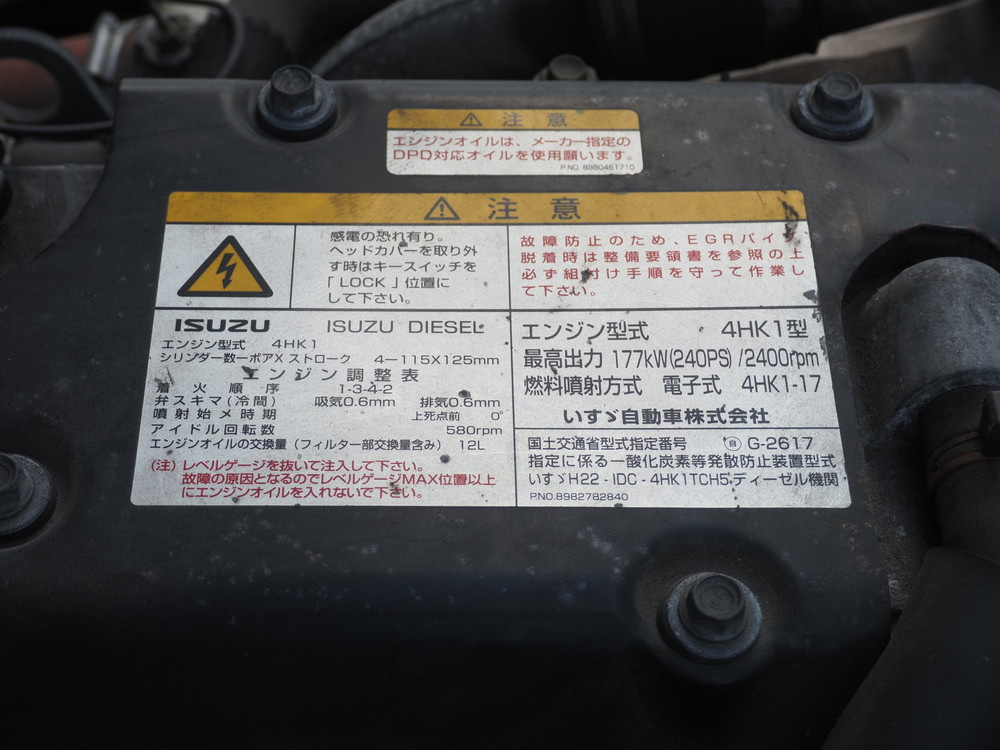 ⚠ 注意
エンジンオイルは、メーカー指定の
DPD対応オイルを使用願います。
P.NO. 8980461710
⚠ 注意
感電の恐れ有り。
ヘッドカバーを取り外
す時はキースイッチを
「LOCK」位置に
して下さい。
故障防止のため、EGRパイプ
脱着時は整備要領書を参照の上
必ず組付け手順を守って作業し
て下さい。
ISUZU ISUZU DIESEL
エンジン型式 4HK1
シリンダー数ーボアX ストローク 4-115X125mm
エンジン調整表
着火順序 1-3-4-2
弁スキマ(冷間) 吸気0.6mm 排気0.6mm
噴射始メ時期 上死点前 0°
アイドル回転数 580rpm
エンジンオイルの交換量(フィルター部交換量含み) 12L
(注)レベルゲージを抜いて注入して下さい。
故障の原因となるのでレベルゲージMAX位置以上
にエンジンオイルを入れないで下さい。
エンジン型式 4HK1型
最高出力 177kW(240PS)/2400rpm
燃料噴射方式 電子式 4HK1-17
いすゞ自動車株式会社
国土交通省型式指定番号 ㊀G-2617
指定に係る一酸化炭素等発散防止装置型式
いすゞH22-IDC-4HK1TCH5,ディーゼル機関
P.NO.8982782840